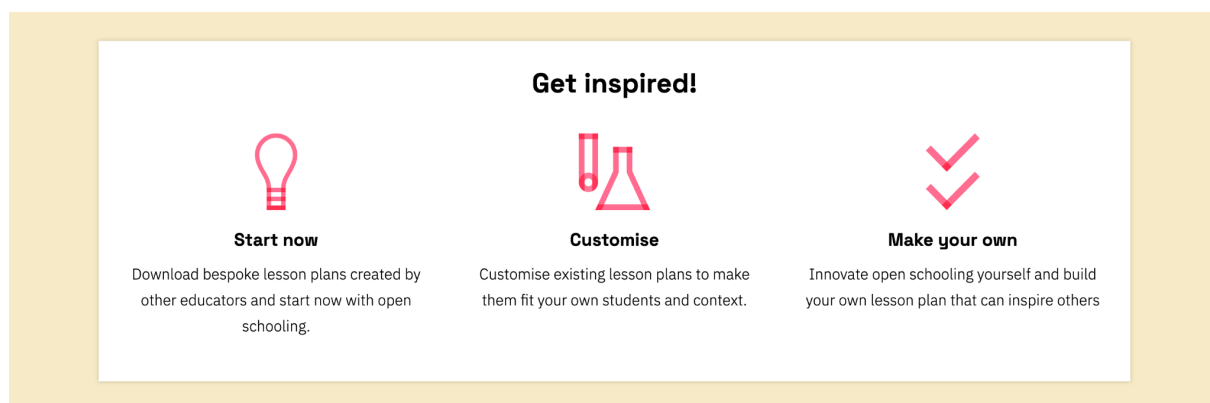 Get inspired!
Start now
Download bespoke lesson plans created by
other educators and start now with open
schooling.
Customise
Customise existing lesson plans to make
them fit your own students and context.
Make your own
Innovate open schooling yourself and build
your own lesson plan that can inspire others